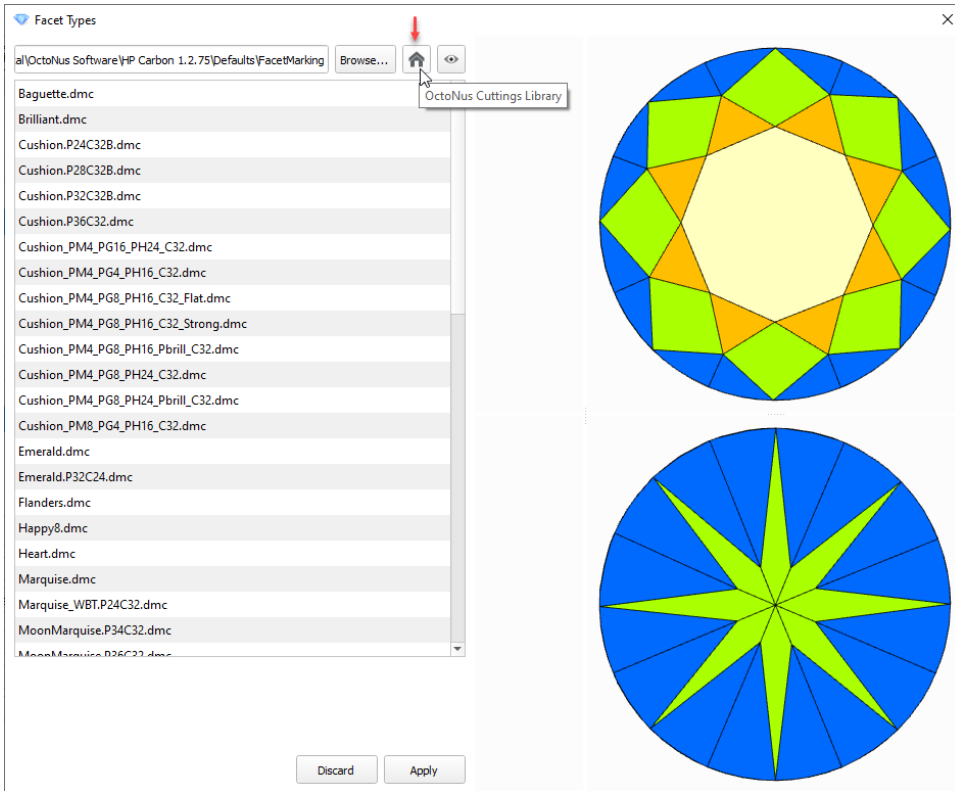 Facet Types
al\OctoNus Software\HP Carbon 1.2.75\Defaults\FacetMarking Browse...
OctoNus Cuttings Library
Baguette.dmc
Brilliant.dmc
Cushion.P24C32B.dmc
Cushion.P28C32B.dmc
Cushion.P32C32B.dmc
Cushion.P36C32.dmc
Cushion_PM4_PG16_PH24_C32.dmc
Cushion_PM4_PG4_PH16_C32.dmc
Cushion_PM4_PG8_PH16_C32_Flat.dmc
Cushion_PM4_PG8_PH16_C32_Strong.dmc
Cushion_PM4_PG8_PH16_Pbrill_C32.dmc
Cushion_PM4_PG8_PH24_C32.dmc
Cushion_PM4_PG8_PH24_Pbrill_C32.dmc
Cushion_PM8_PG4_PH16_C32.dmc
Emerald.dmc
Emerald.P32C24.dmc
Flanders.dmc
Happy8.dmc
Heart.dmc
Marquise.dmc
Marquise_WBT.P24C32.dmc
MoonMarquise.P34C32.dmc
MoonMarquise.P36C32.dmc
Discard Apply